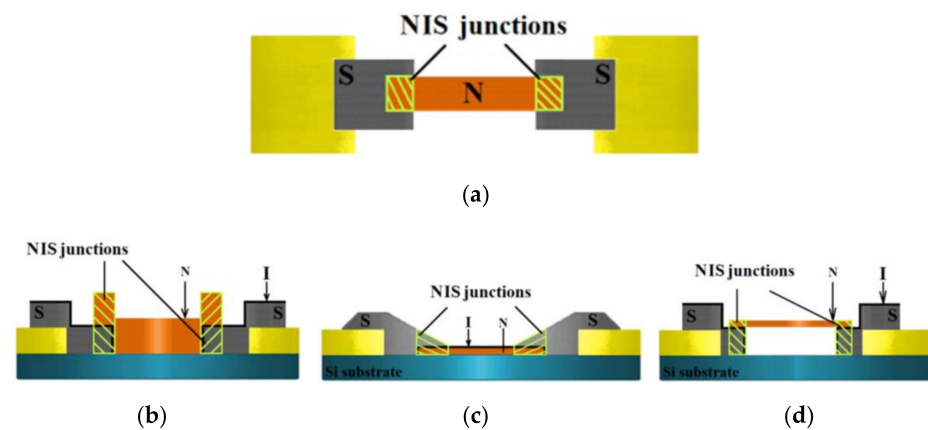 NIS junctions
S
N
S
(a)
NIS junctions
N
I
S
S
(b)
NIS junctions
S
I
N
S
Si substrate
(c)
NIS junctions
N
I
S
S
Si substrate
(d)